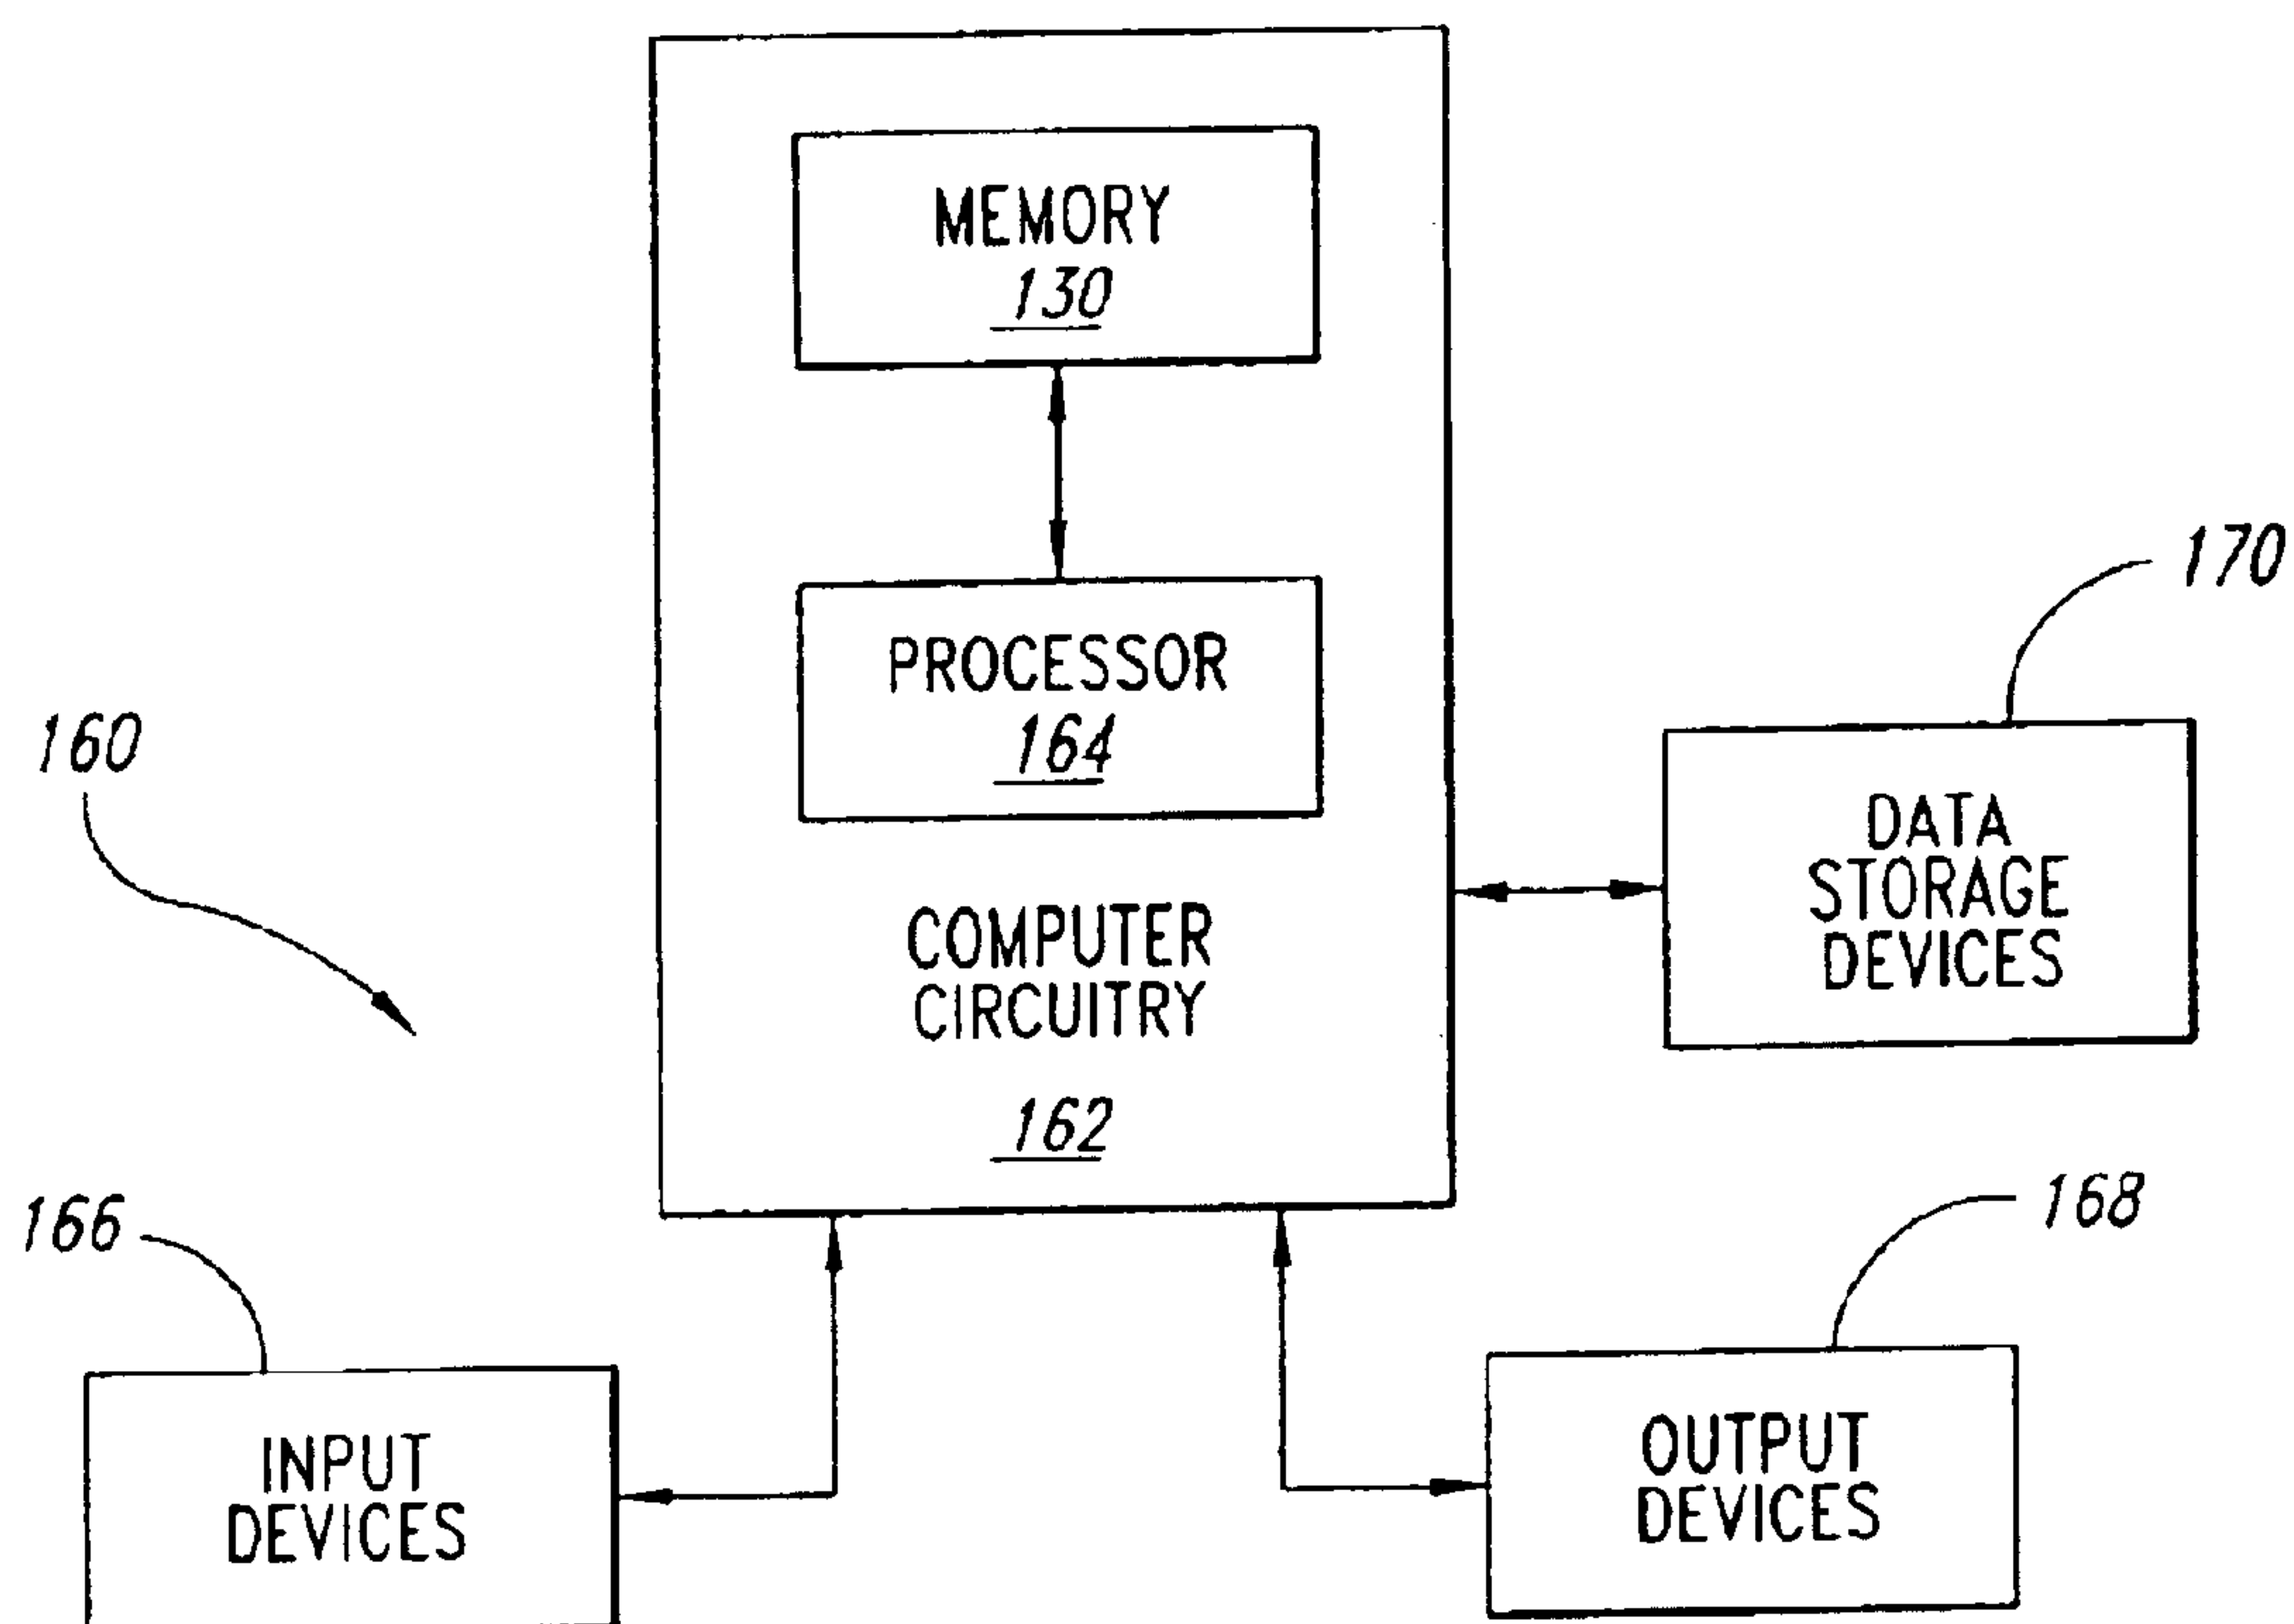 MEMORY
130
PROCESSOR
164
COMPUTER
CIRCUITRY
162
160
170
DATA
STORAGE
DEVICES
166
INPUT
DEVICES
168
OUTPUT
DEVICES